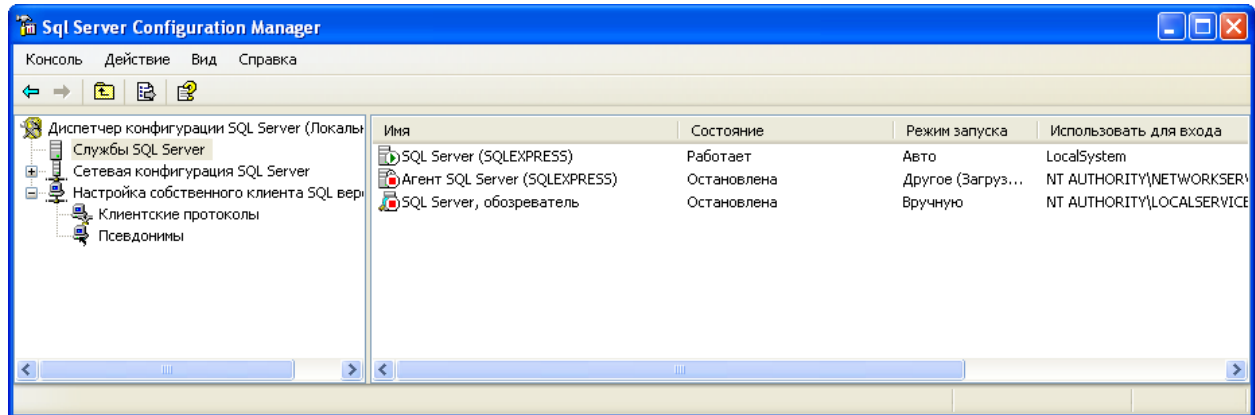 Sql Server Configuration Manager
Консоль Действие Вид Справка
Диспетчер конфигурации SQL Server (Локальн
Службы SQL Server
Сетевая конфигурация SQL Server
Настройка собственного клиента SQL вер
Клиентские протоколы
Псевдонимы
Имя Состояние Режим запуска Использовать для входа
SQL Server (SQLEXPRESS) Работает Авто LocalSystem
Агент SQL Server (SQLEXPRESS) Остановлена Другое (Загруз... NT AUTHORITY\NETWORKSERV
SQL Server, обозреватель Остановлена Вручную NT AUTHORITY\LOCALSERVICE